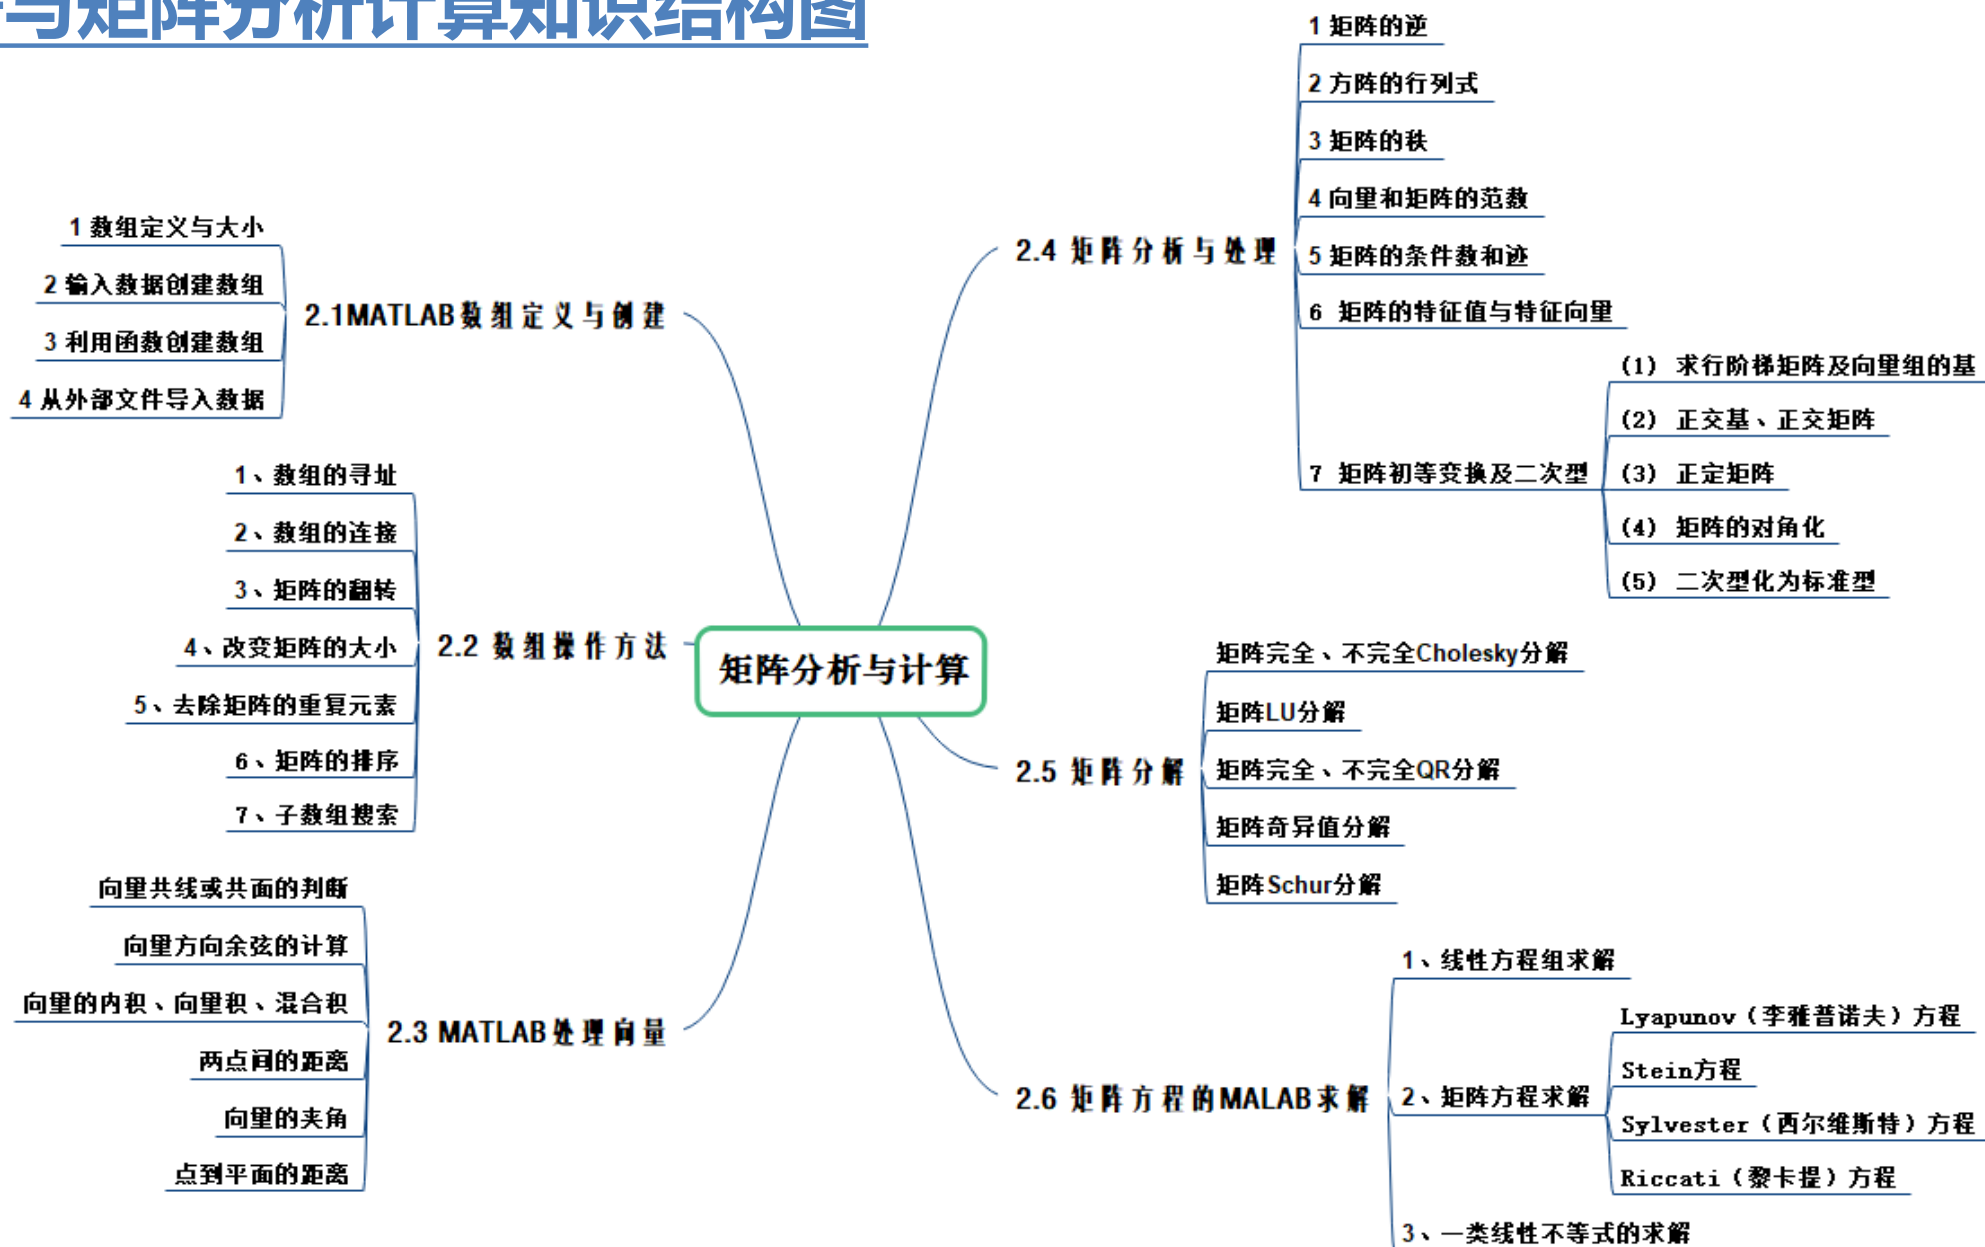 与矩阵分析计算知识结构图
1 数组定义与大小
2 输入数据创建数组
3 利用函数创建数组
4 从外部文件导入数据
2.1MATLAB数组定义与创建
1、数组的寻址
2、数组的连接
3、矩阵的翻转
4、改变矩阵的大小
5、去除矩阵的重复元素
6、矩阵的排序
7、子数组搜索
2.2 数组操作方法
向量共线或共面的判断
向量方向余弦的计算
向量的内积、向量积、混合积
两点间的距离
向量的夹角
点到平面的距离
2.3 MATLAB处理向量
矩阵分析与计算
2.4 矩阵分析与处理
1 矩阵的逆
2 方阵的行列式
3 矩阵的秩
4 向量和矩阵的范数
5 矩阵的条件数和迹
6 矩阵的特征值与特征向量
7 矩阵初等变换及二次型
(1) 求行阶梯矩阵及向量组的基
(2) 正交基、正交矩阵
(3) 正定矩阵
(4) 矩阵的对角化
(5) 二次型化为标准型
2.5 矩阵分解
矩阵完全、不完全Cholesky分解
矩阵LU分解
矩阵完全、不完全QR分解
矩阵奇异值分解
矩阵Schur分解
2.6 矩阵方程的MALAB求解
1、线性方程组求解
2、矩阵方程求解
Lyapunov（李雅普诺夫）方程
Stein方程
Sylvester（西尔维斯特）方程
Riccati（黎卡提）方程
3、一类线性不等式的求解